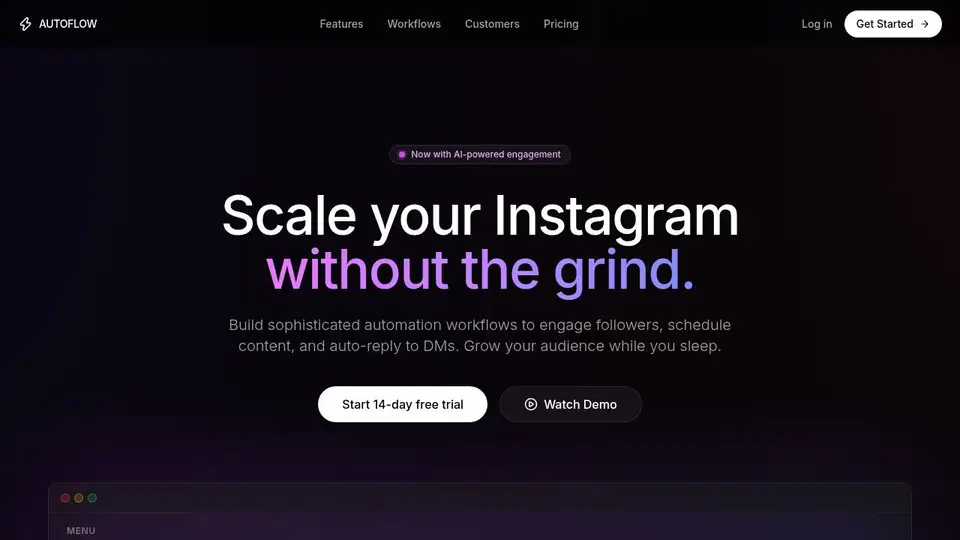 AUTOFLOW
Features
Workflows
Customers
Pricing
Log in
Get Started
Now with AI-powered engagement
Scale your Instagram
without the grind.
Build sophisticated automation workflows to engage followers, schedule
content, and auto-reply to DMs. Grow your audience while you sleep.
Start 14-day free trial
Watch Demo
MENU